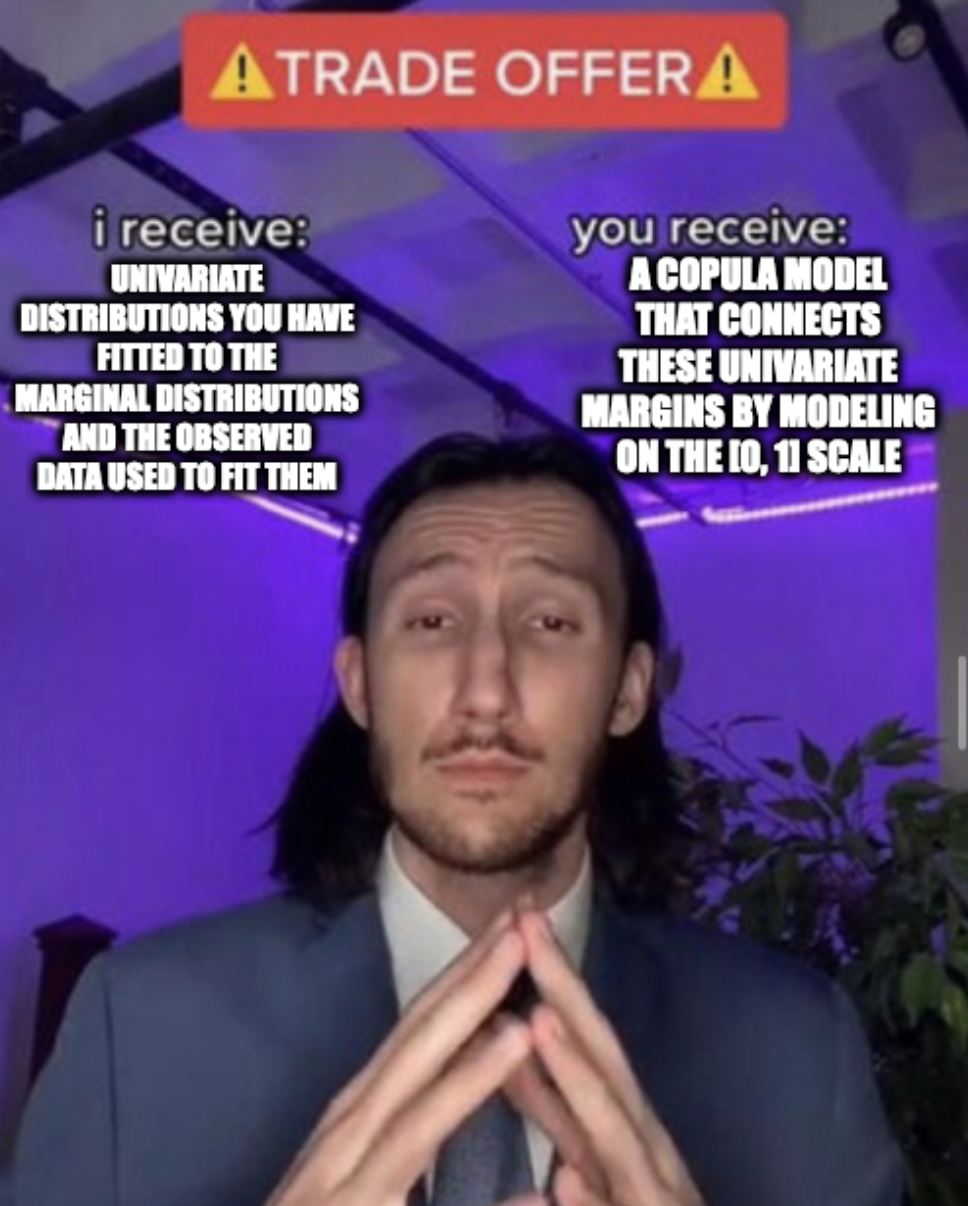 ⚠TRADE OFFER⚠
i receive:
UNIVARIATE
DISTRIBUTIONS YOU HAVE
FITTED TO THE
MARGINAL DISTRIBUTIONS
AND THE OBSERVED
DATA USED TO FIT THEM
you receive:
A COPULA MODEL
THAT CONNECTS
THESE UNIVARIATE
MARGINS BY MODELING
ON THE [0, 1] SCALE